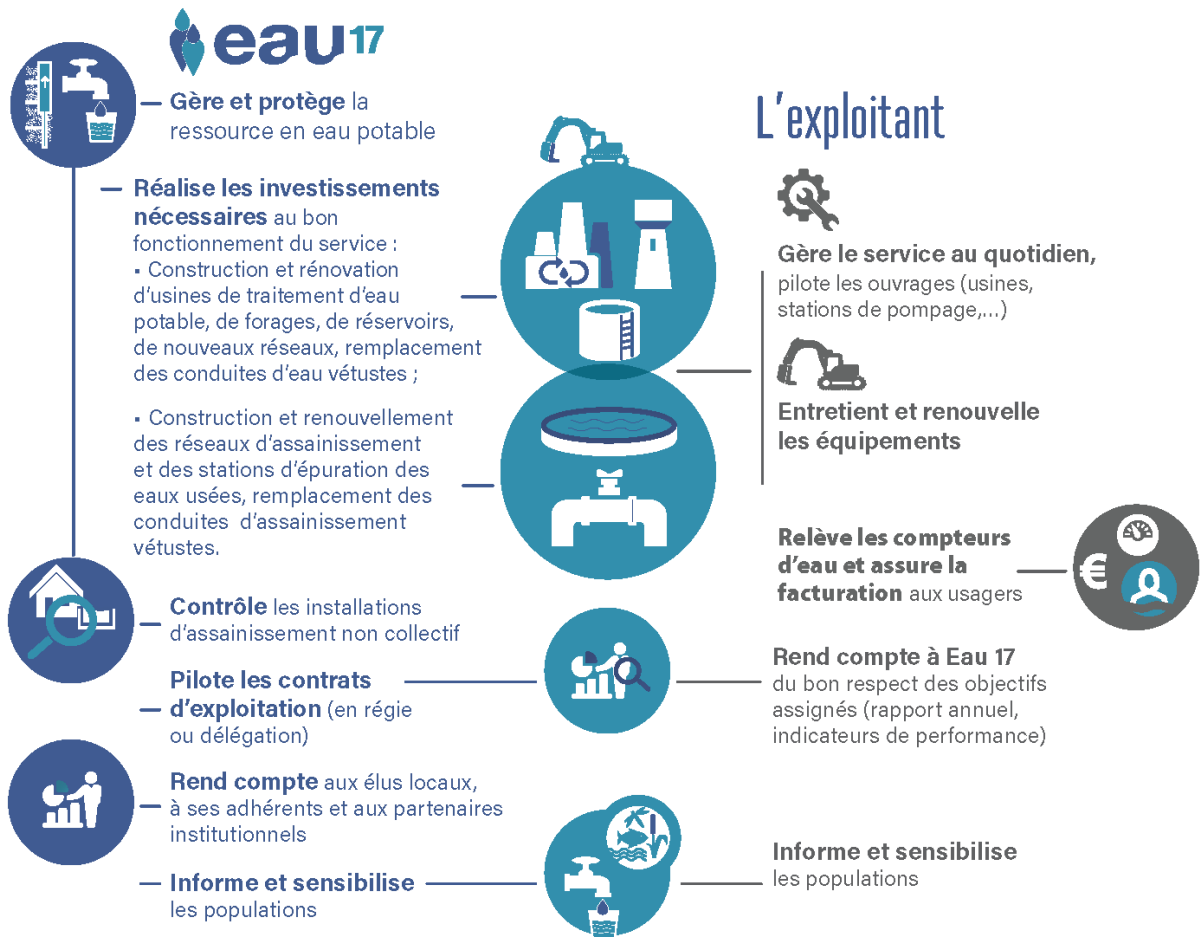 eau17
Gère et protège la
ressource en eau potable
Réalise les investissements
nécessaires au bon
fonctionnement du service :
▪ Construction et rénovation
d'usines de traitement d'eau
potable, de forages, de réservoirs,
de nouveaux réseaux, remplacement
des conduites d'eau vétustes ;
▪ Construction et renouvellement
des réseaux d'assainissement
et des stations d'épuration des
eaux usées, remplacement des
conduites d'assainissement
vétustes.
Contrôle les installations
d'assainissement non collectif
Pilote les contrats
d'exploitation (en régie
ou délégation)
Rend compte aux élus locaux,
à ses adhérents et aux partenaires
institutionnels
Informe et sensibilise
les populations
L'exploitant
Gère le service au quotidien,
pilote les ouvrages (usines,
stations de pompage,...)
Entretient et renouvelle
les équipements
Relève les compteurs
d'eau et assure la
facturation aux usagers
€
Rend compte à Eau 17
du bon respect des objectifs
assignés (rapport annuel,
indicateurs de performance)
Informe et sensibilise
les populations